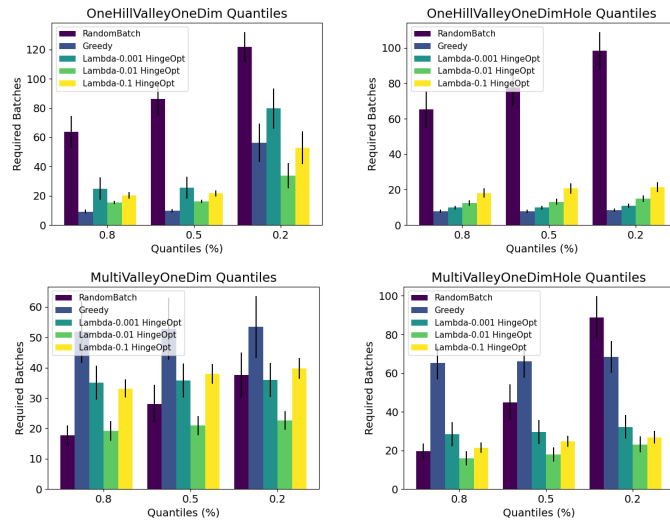 OneHillValleyOneDim Quantiles
Required Batches
120
100
80
60
40
20
0
RandomBatch
Greedy
Lambda-0.001 HingeOpt
Lambda-0.01 HingeOpt
Lambda-0.1 HingeOpt
0.8
0.5
0.2
Quantiles (%)
OneHillValleyOneDimHole Quantiles
Required Batches
100
80
60
40
20
0
RandomBatch
Greedy
Lambda-0.001 HingeOpt
Lambda-0.01 HingeOpt
Lambda-0.1 HingeOpt
0.8
0.5
0.2
Quantiles (%)
MultiValleyOneDim Quantiles
Required Batches
60
50
40
30
20
10
0
RandomBatch
Greedy
Lambda-0.001 HingeOpt
Lambda-0.01 HingeOpt
Lambda-0.1 HingeOpt
0.8
0.5
0.2
Quantiles (%)
MultiValleyOneDimHole Quantiles
Required Batches
100
80
60
40
20
0
RandomBatch
Greedy
Lambda-0.001 HingeOpt
Lambda-0.01 HingeOpt
Lambda-0.1 HingeOpt
0.8
0.5
0.2
Quantiles (%)